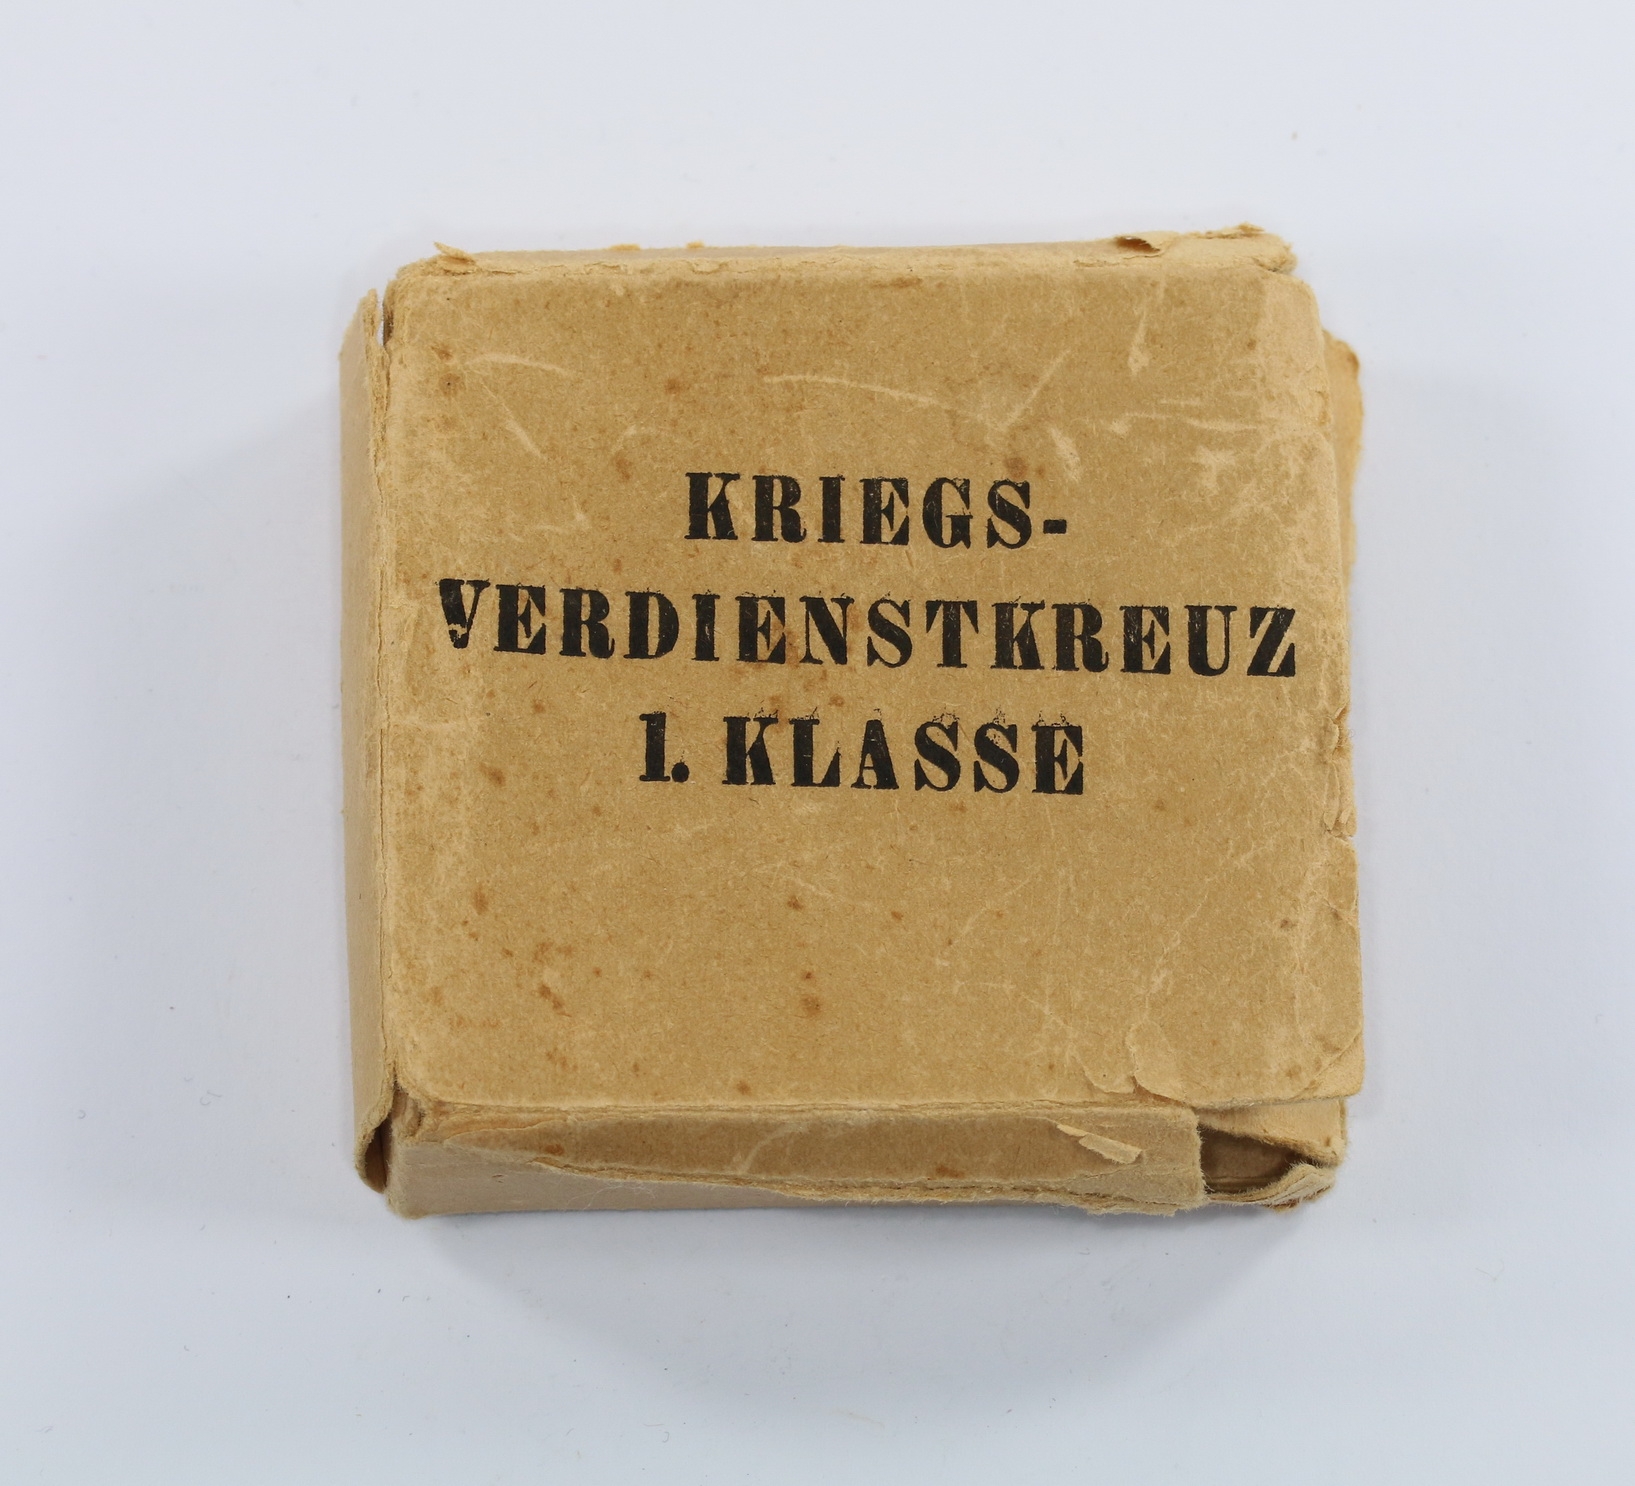 KRIEGS-
VERDIENSTKREUZ
1. KLASSE